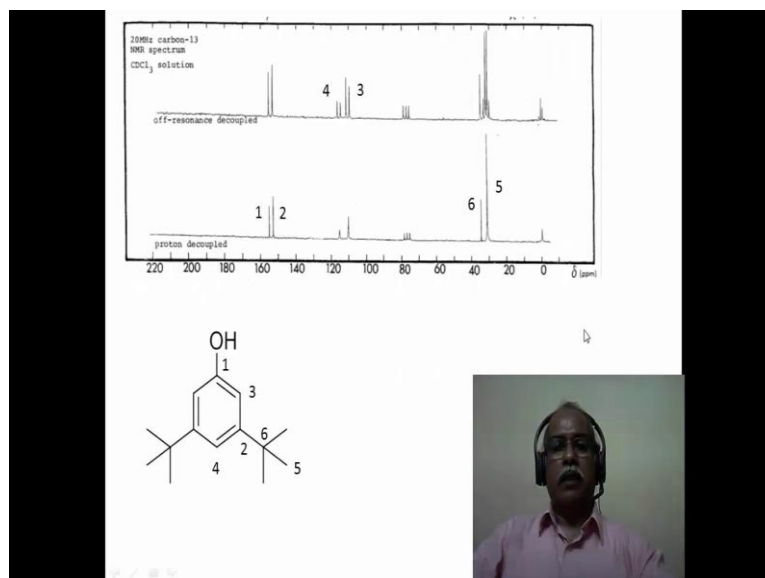 20MHz carbon-13
NMR spectrum
CDCl3 solution
4 3
off-resonance decoupled
5
6
1 2
proton decoupled
220 200 180 160 140 120 100 80 60 40 20 0 δ (ppm)
OH
1
3
6
2
4 5